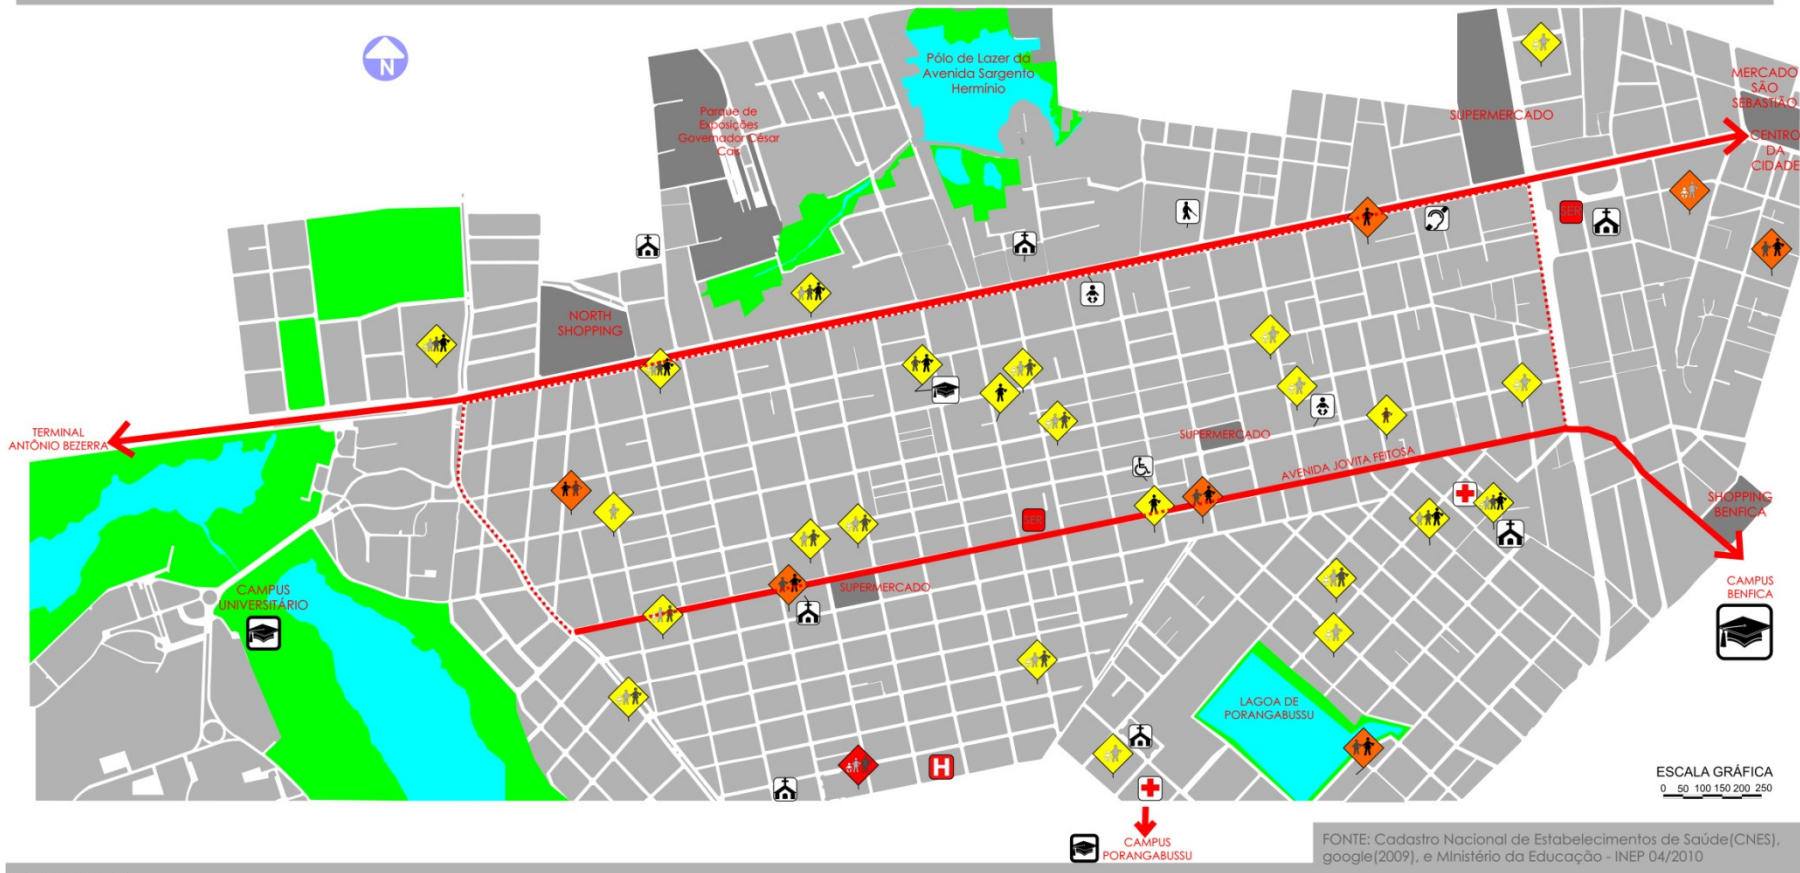 N
Pólo de Lazer da
Avenida Sargento
Hermínio
Parque de
Exposições
Governador César
Cals
SUPERMERCADO
MERCADO
SÃO
SEBASTIÃO
CENTRO
DA
CIDADE
SER
NORTH
SHOPPING
TERMINAL
ANTÔNIO BEZERRA
SUPERMERCADO
AVENIDA JOVITA FEITOSA
SHOPPING
BENFICA
SER
CAMPUS
UNIVERSITÁRIO
SUPERMERCADO
CAMPUS
BENFICA
LAGOA DE
PORANGABUSSU
H
ESCALA GRÁFICA
0 50 100 150 200 250
CAMPUS
PORANGABUSSU
FONTE: Cadastro Nacional de Estabelecimentos de Saúde(CNES),
google(2009), e Ministério da Educação - INEP 04/2010